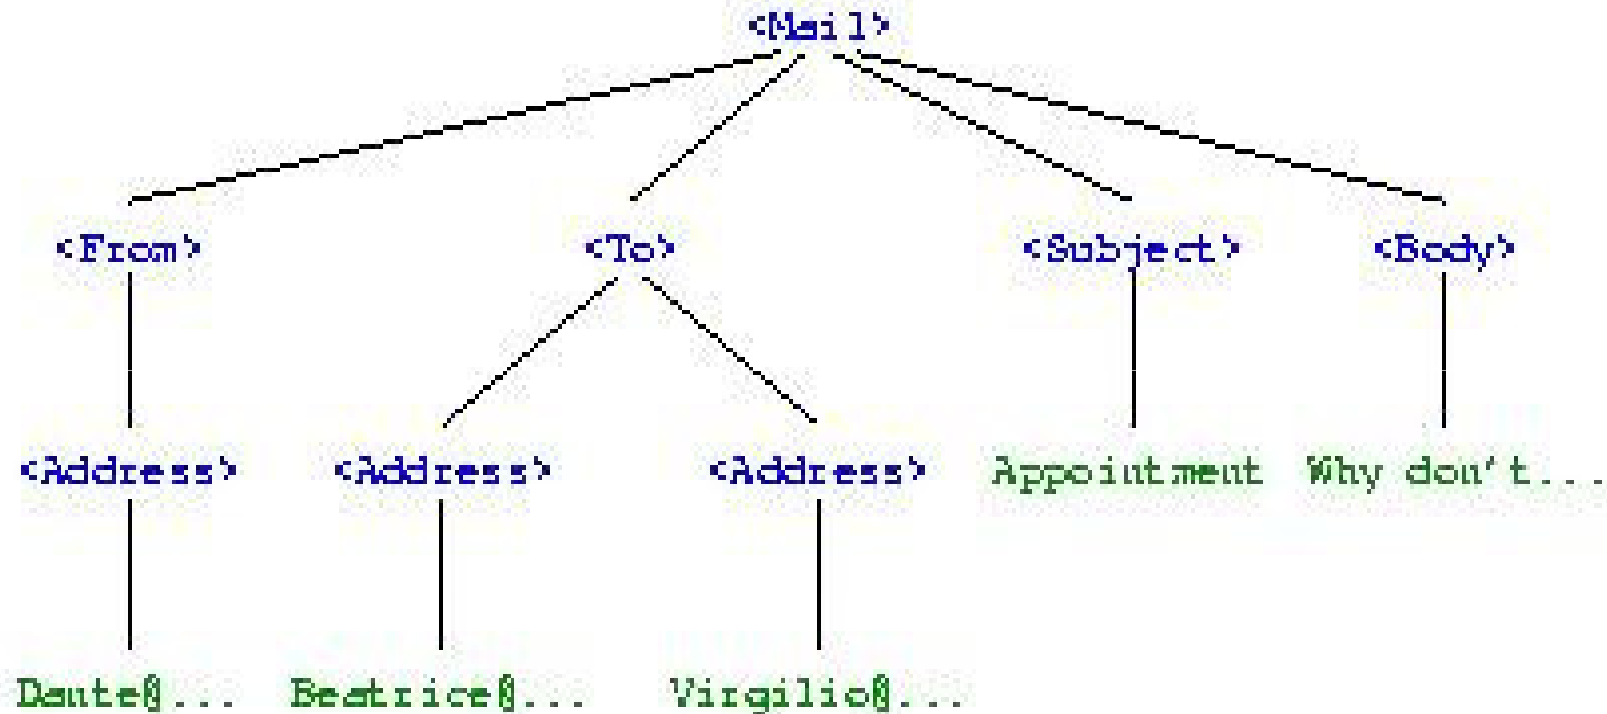 <Mail>
<From> <To> <Subject> <Body>
<Address> <Address> <Address> Appointment Why don't...
Dante@... Beatrice@... Virgilio@...